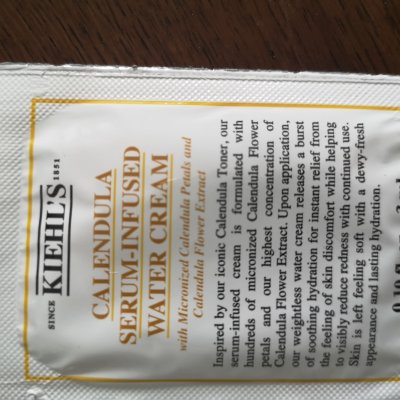 SINCE KIEHL'S 1851
CALENDULA
SERUM-INFUSED
WATER CREAM
with Micronized Calendula Petals and
Calendula Flower Extract
Inspired by our iconic Calendula Toner, our
serum-infused cream is formulated with
hundreds of micronized Calendula Flower
petals and our highest concentration of
Calendula Flower Extract. Upon application,
our weightless water cream releases a burst
of soothing hydration for instant relief from
the feeling of skin discomfort while helping
to visibly reduce redness with continued use.
Skin is left feeling soft with a dewy-fresh
appearance and lasting hydration.